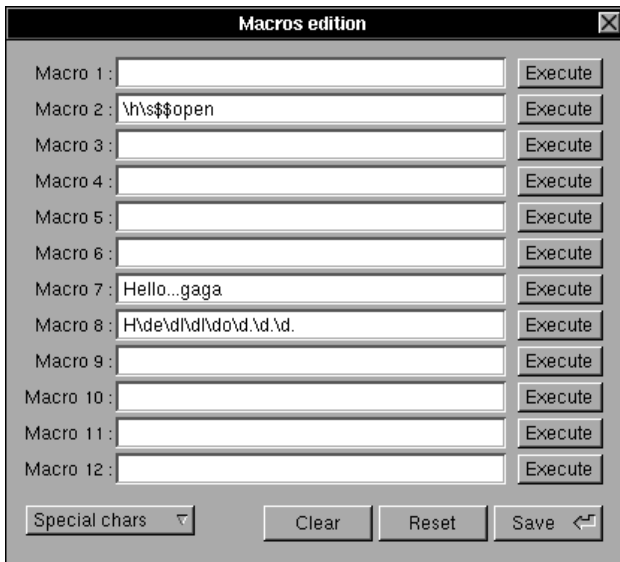 Macros edition
Macro 1 : Execute
Macro 2 : \h\s$$open Execute
Macro 3 : Execute
Macro 4 : Execute
Macro 5 : Execute
Macro 6 : Execute
Macro 7 : Hello...gaga Execute
Macro 8 : H\de\dl\dl\do\d.\d.\d. Execute
Macro 9 : Execute
Macro 10 : Execute
Macro 11 : Execute
Macro 12 : Execute
Special chars Clear Reset Save